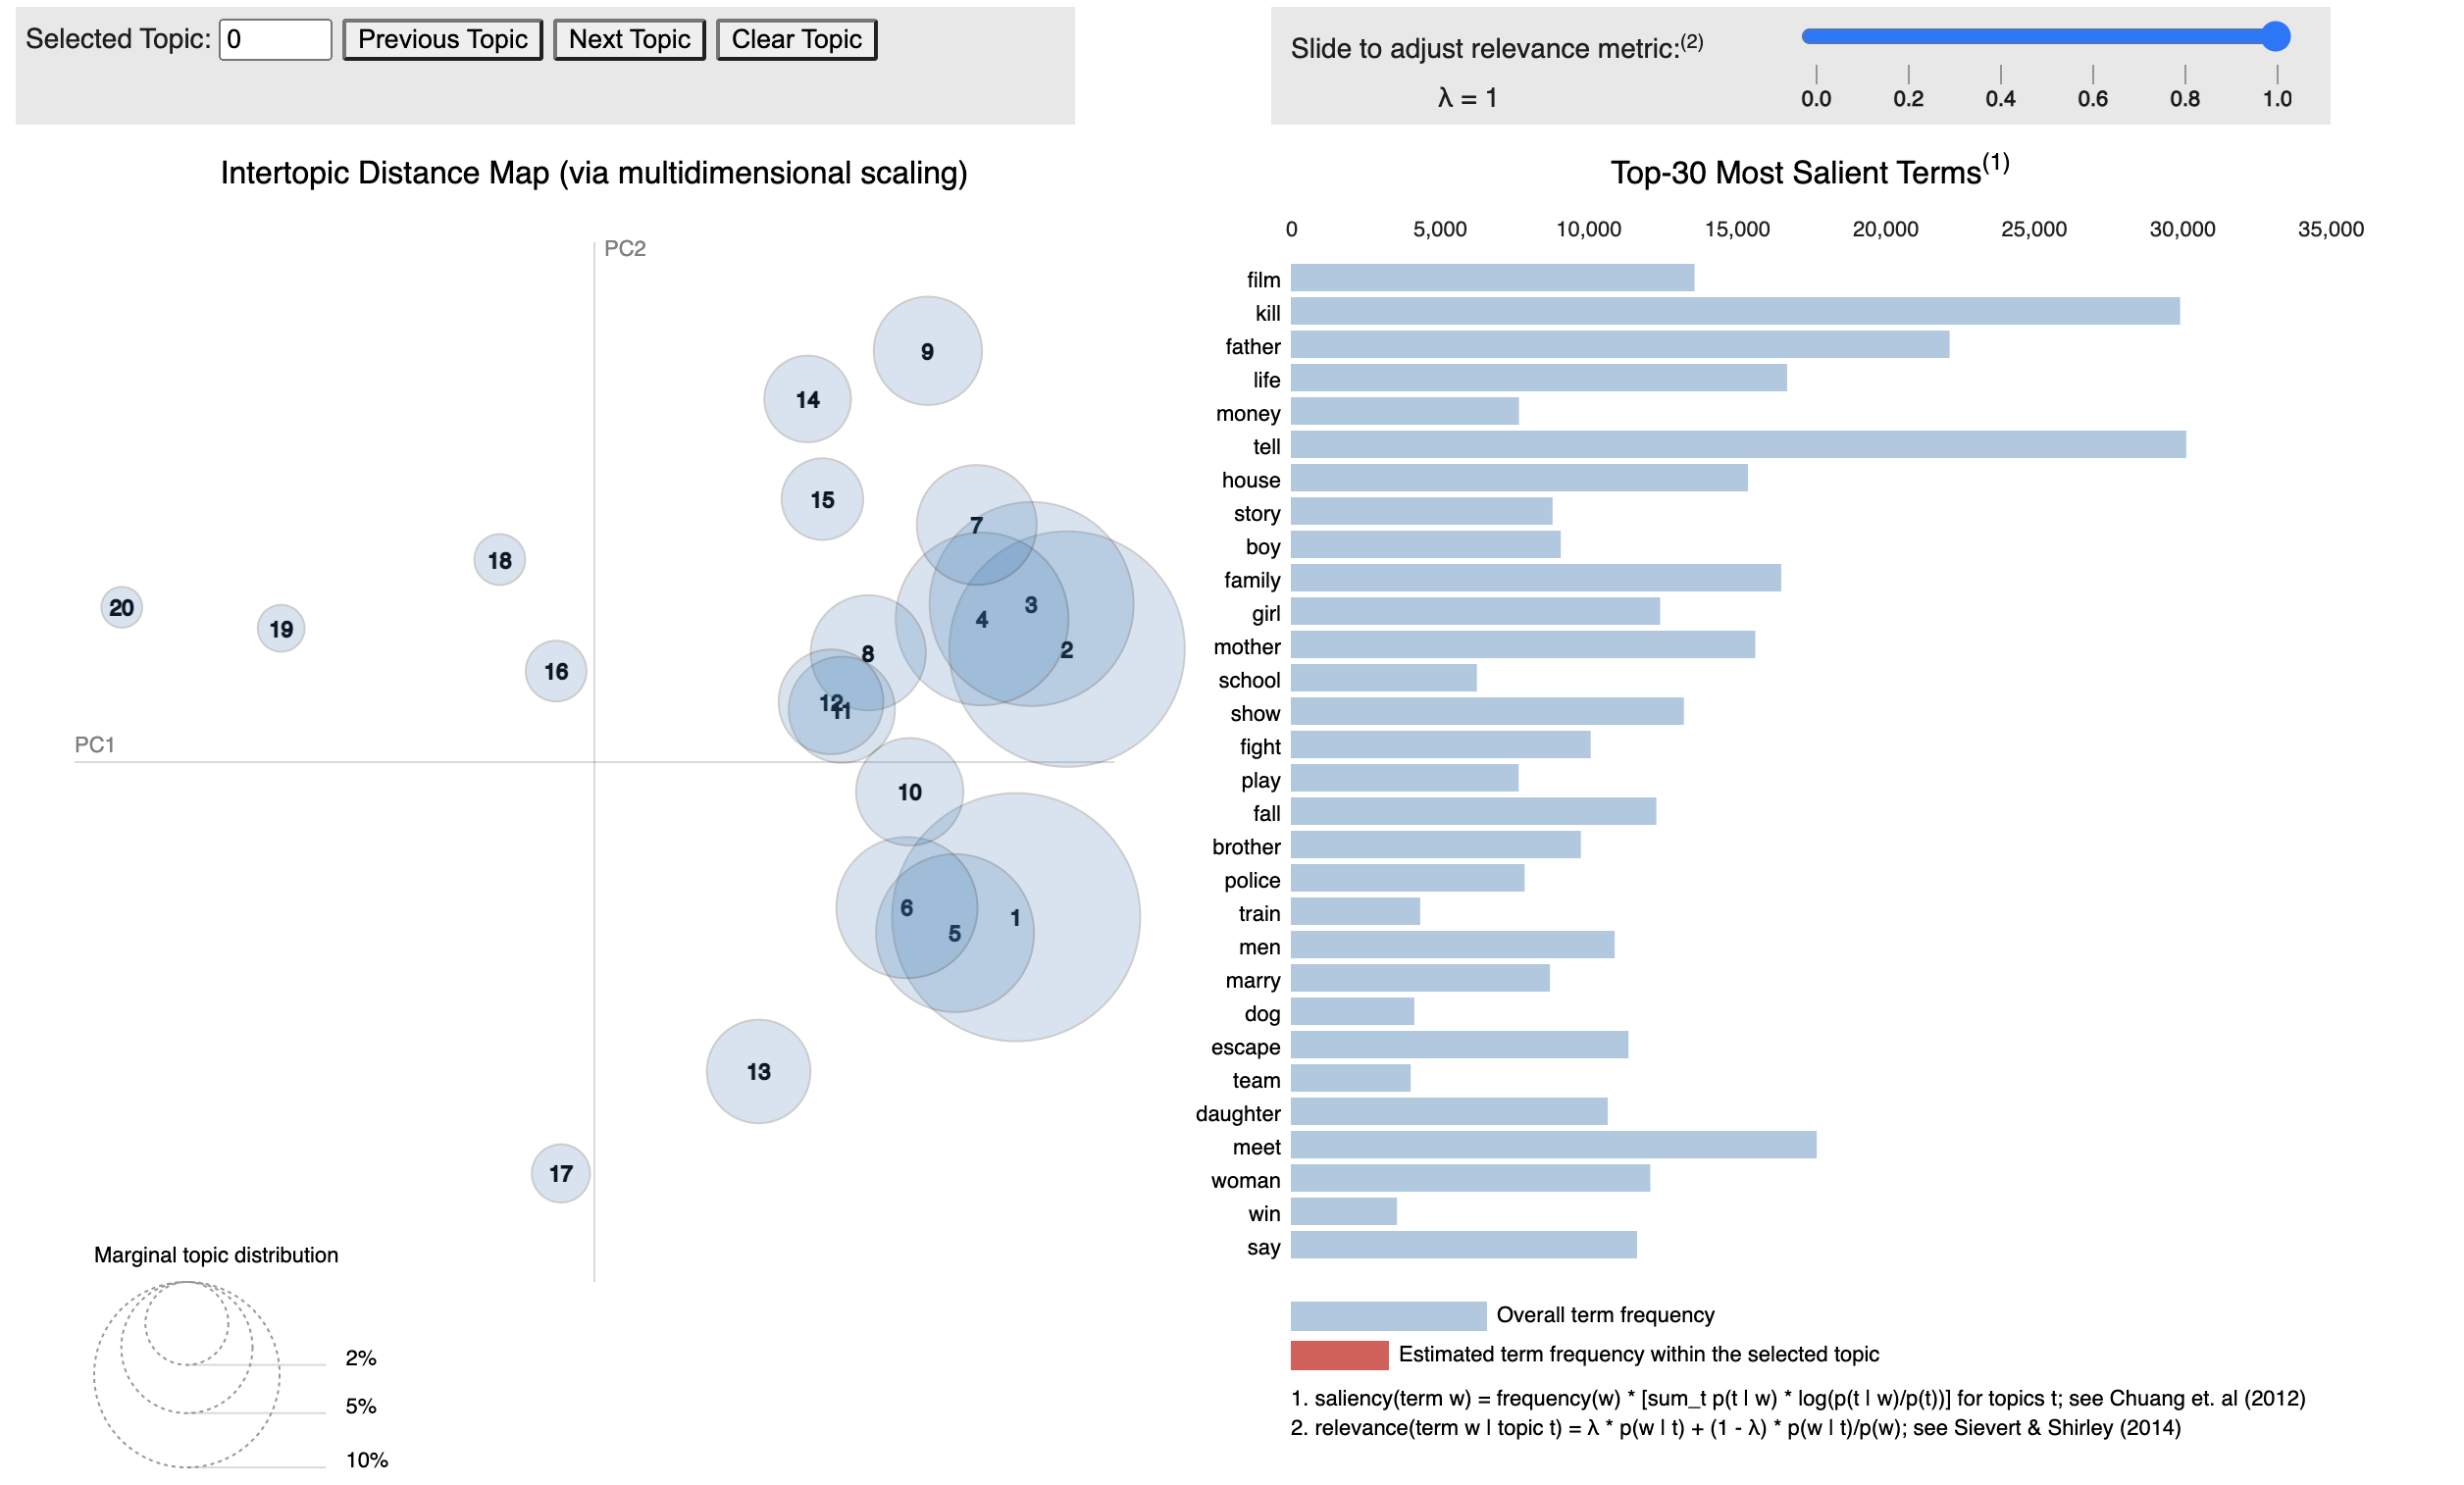 Selected Topic: 0 Previous Topic Next Topic Clear Topic
Slide to adjust relevance metric:(2)
λ = 1
0.0 0.2 0.4 0.6 0.8 1.0
Intertopic Distance Map (via multidimensional scaling)
PC2
PC1
9
14
15
7
18
3
20
4
19
2
8
16
12
11
10
6
1
5
13
17
Marginal topic distribution
2%
5%
10%
Top-30 Most Salient Terms(1)
0 5,000 10,000 15,000 20,000 25,000 30,000 35,000
film
kill
father
life
money
tell
house
story
boy
family
girl
mother
school
show
fight
play
fall
brother
police
train
men
marry
dog
escape
team
daughter
meet
woman
win
say
Overall term frequency
Estimated term frequency within the selected topic
1. saliency(term w) = frequency(w) * [sum_t p(t | w) * log(p(t | w)/p(t))] for topics t; see Chuang et. al (2012)
2. relevance(term w | topic t) = λ * p(w | t) + (1 - λ) * p(w | t)/p(w); see Sievert & Shirley (2014)